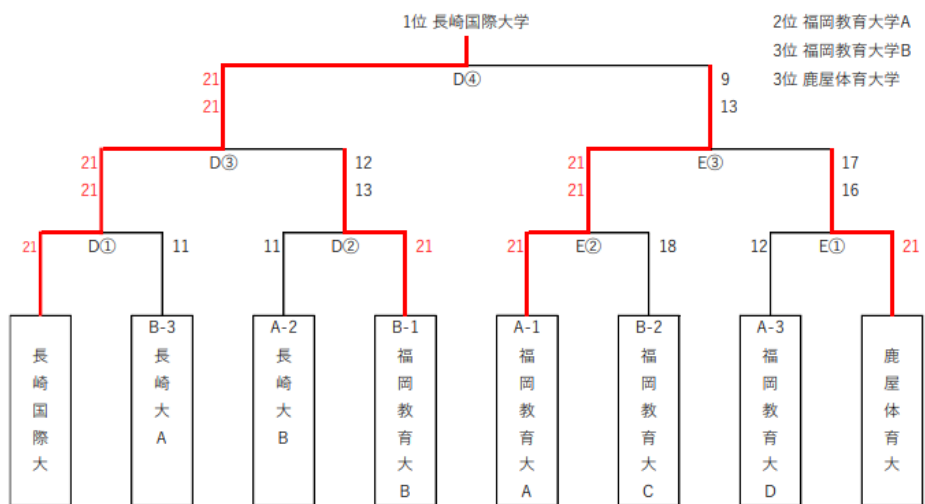 1位 長崎国際大学
2位 福岡教育大学A
3位 福岡教育大学B
3位 鹿屋体育大学
21 D④ 9
21 13
21 D③ 12 21 E③ 17
21 13 21 16
21 D① 11 11 D② 21 21 E② 18 12 E① 21
長崎国際大
B-3 長崎大A
A-2 長崎大B
B-1 福岡教育大B
A-1 福岡教育大A
B-2 福岡教育大C
A-3 福岡教育大D
鹿屋体育大